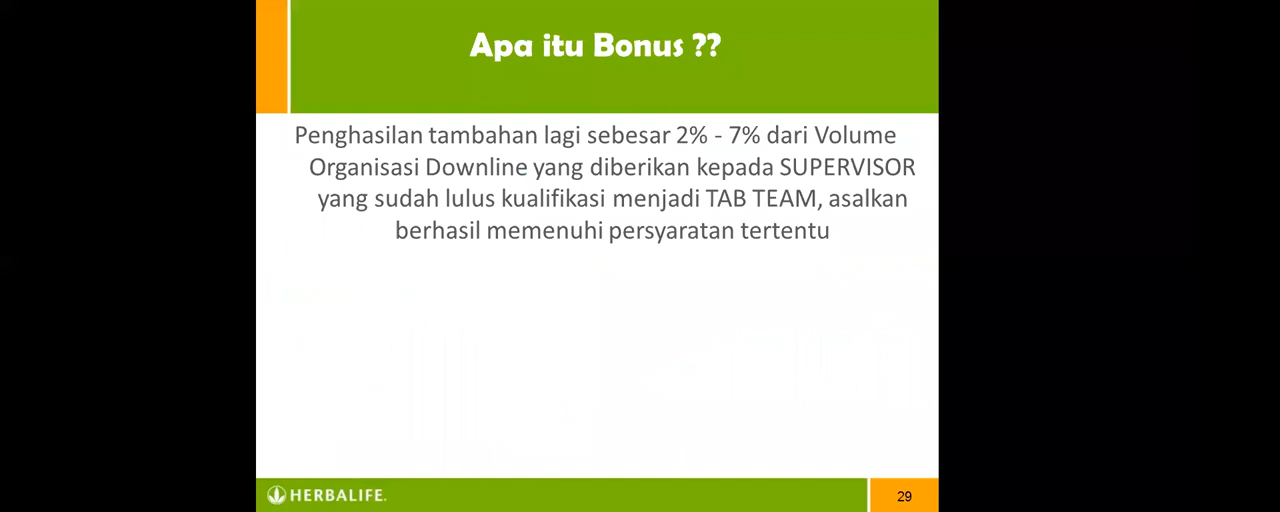 Apa itu Bonus ??
Penghasilan tambahan lagi sebesar 2% - 7% dari Volume
Organisasi Downline yang diberikan kepada SUPERVISOR
yang sudah lulus kualifikasi menjadi TAB TEAM, asalkan
berhasil memenuhi persyaratan tertentu
HERBALIFE.
29